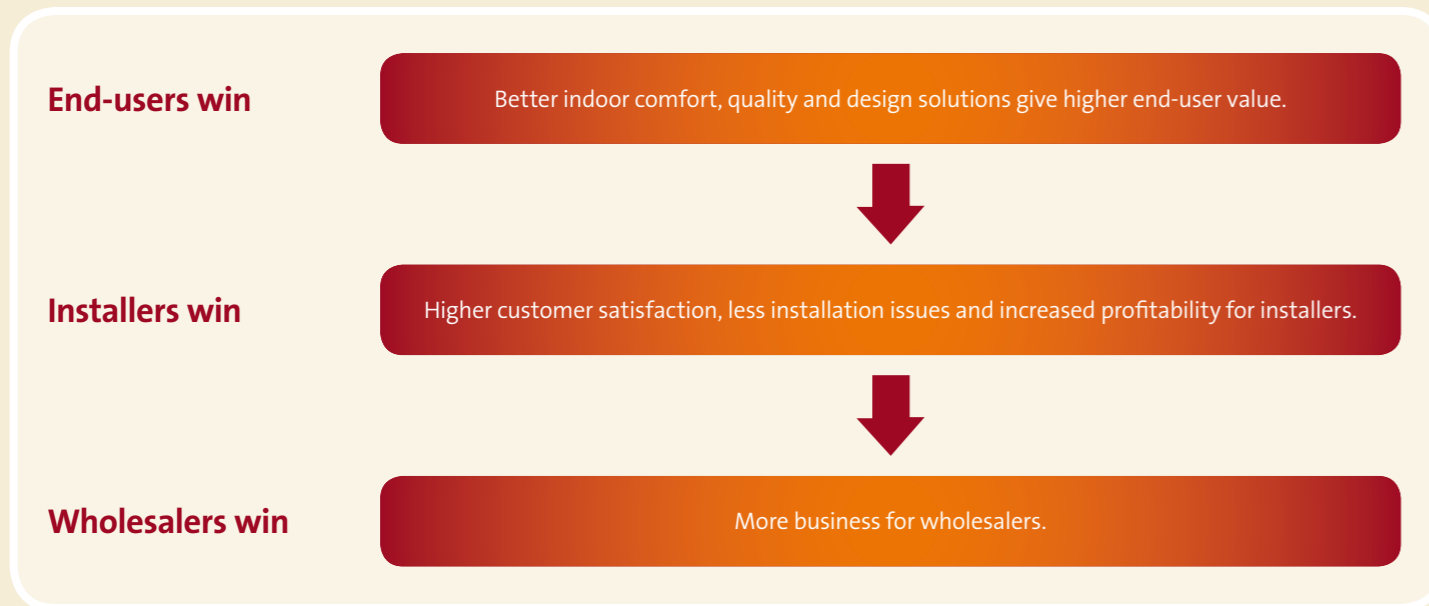 End-users win
Better indoor comfort, quality and design solutions give higher end-user value.
Installers win
Higher customer satisfaction, less installation issues and increased profitability for installers.
Wholesalers win
More business for wholesalers.